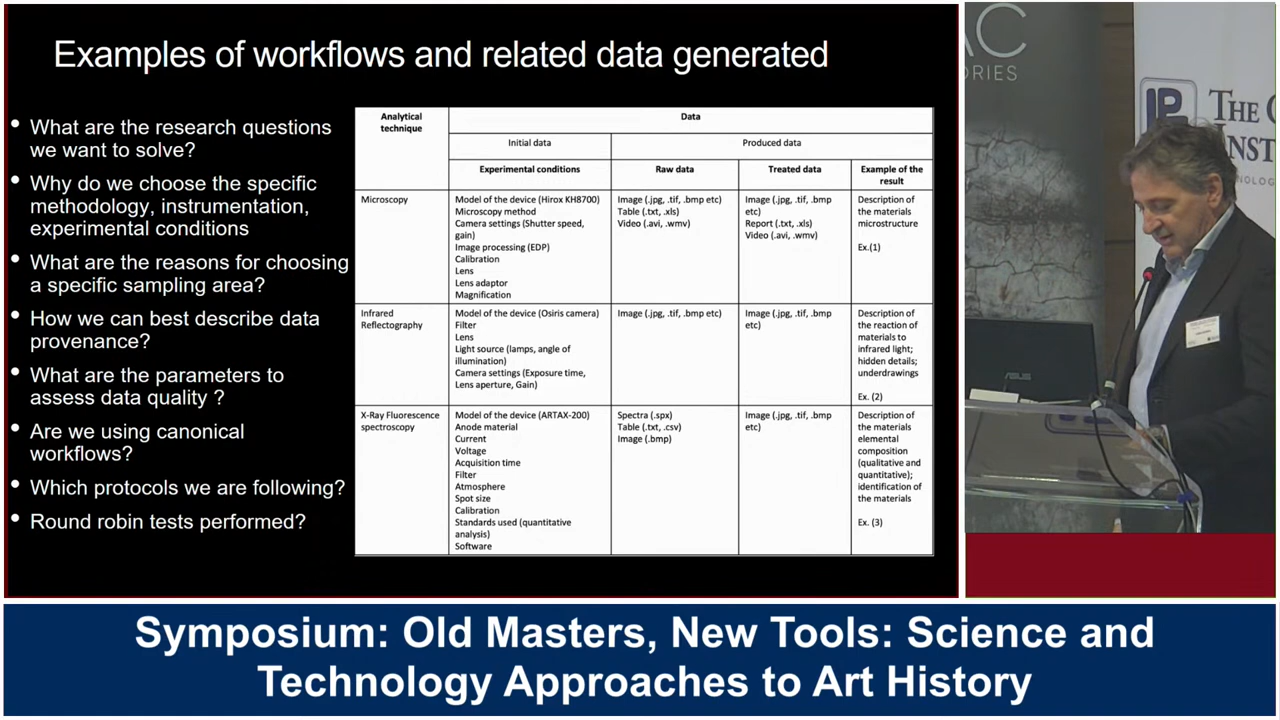 Examples of workflows and related data generated
• What are the research questions
we want to solve?
• Why do we choose the specific
methodology, instrumentation,
experimental conditions
• What are the reasons for choosing
a specific sampling area?
• How we can best describe data
provenance?
• What are the parameters to
assess data quality ?
• Are we using canonical
workflows?
• Which protocols we are following?
• Round robin tests performed?
Analytical
technique
Data
Initial data
Produced data
Experimental conditions
Raw data
Treated data
Example of the
result
Microscopy
Model of the device (Hirox KH8700)
Microscopy method
Camera settings (Shutter speed,
gain)
Image processing (EDP)
Calibration
Lens
Lens adaptor
Magnification
Image (.jpg, .tif, .bmp etc)
Table (.txt, .xls)
Video (.avi, .wmv)
Image (.jpg, .tif, .bmp
etc)
Report (.txt, .xls)
Video (.avi, .wmv)
Description of
the materials
microstructure
Ex.(1)
Infrared
Reflectography
Model of the device (Osiris camera)
Filter
Lens
Light source (lamps, angle of
illumination)
Camera settings (Exposure time,
Lens aperture, Gain)
Image (.jpg, .tif, .bmp etc)
Image (.jpg, .tif, .bmp
etc)
Description of
the reaction of
materials to
infrared light;
hidden details;
underdrawings
Ex. (2)
X-Ray Fluorescence
spectroscopy
Model of the device (ARTAX-200)
Anode material
Current
Voltage
Acquisition time
Filter
Atmosphere
Spot size
Calibration
Standards used (quantitative
analysis)
Software
Spectra (.spx)
Table (.txt, .csv)
Image (.bmp)
Image (.jpg, .tif, .bmp
etc)
Description of
the materials
elemental
composition
(qualitative and
quantitative);
identification of
the materials
Ex. (3)
THE
INST
ASUS
Symposium: Old Masters, New Tools: Science and
Technology Approaches to Art History